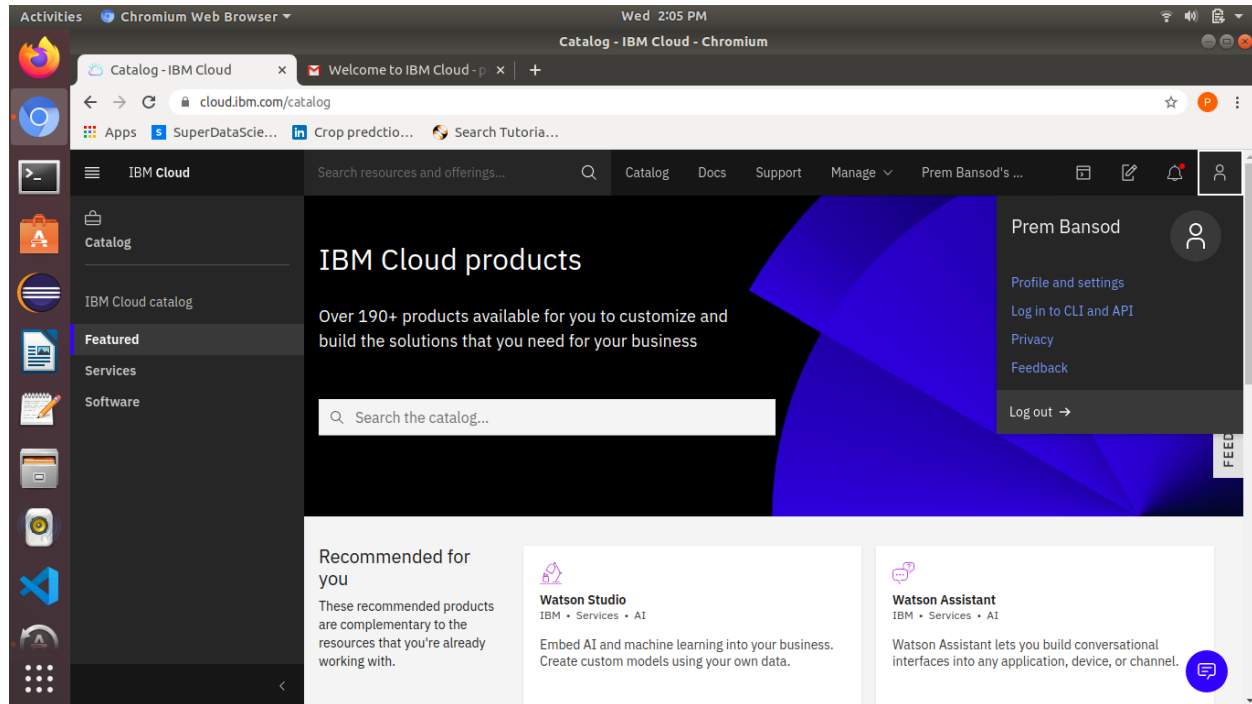 Activities Chromium Web Browser Wed 2:05 PM
Catalog - IBM Cloud - Chromium
Catalog - IBM Cloud Welcome to IBM Cloud - p
cloud.ibm.com/catalog P
Apps SuperDataScie... Crop predctio... Search Tutoria...
IBM Cloud Search resources and offerings... Catalog Docs Support Manage Prem Bansod's ...
Catalog
IBM Cloud catalog
Featured
Services
Software
IBM Cloud products
Over 190+ products available for you to customize and
build the solutions that you need for your business
Search the catalog...
Prem Bansod
Profile and settings
Log in to CLI and API
Privacy
Feedback
Log out →
FEED
Recommended for
you
These recommended products
are complementary to the
resources that you're already
working with.
Watson Studio
IBM • Services • AI
Embed AI and machine learning into your business.
Create custom models using your own data.
Watson Assistant
IBM • Services • AI
Watson Assistant lets you build conversational
interfaces into any application, device, or channel.